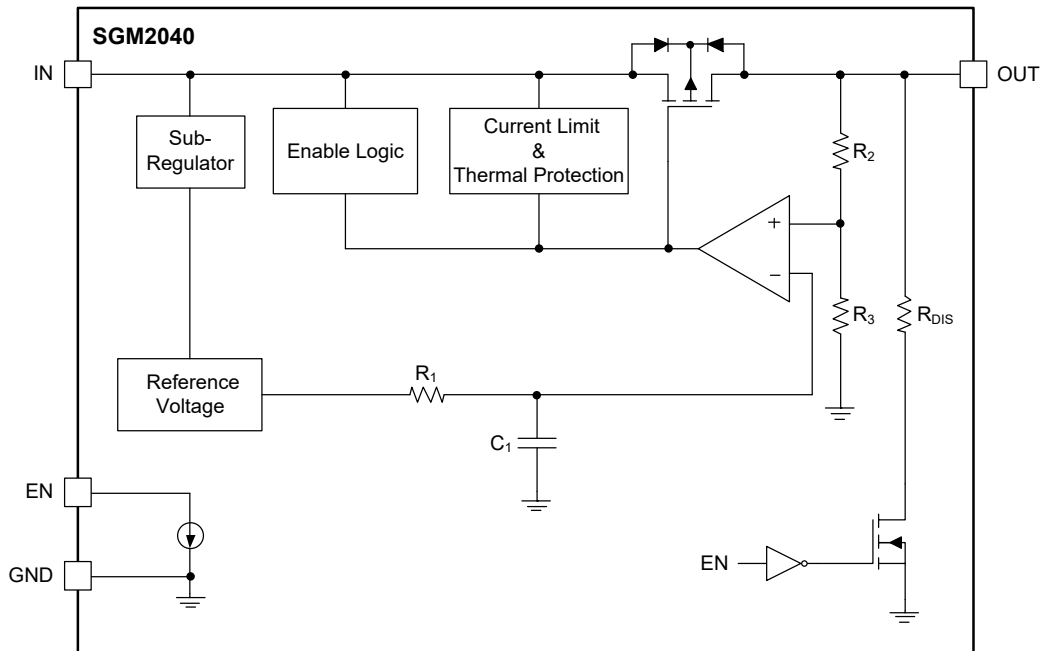 SGM2040
IN
OUT
Sub-
Regulator
Enable Logic
Current Limit
&
Thermal Protection
R2
+
−
R3
RDIS
Reference
Voltage
R1
C1
EN
GND
EN